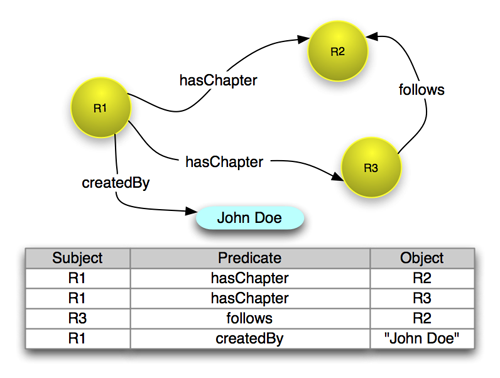 R2
hasChapter
follows
R1
hasChapter
R3
createdBy
John Doe
Subject Predicate Object
R1 hasChapter R2
R1 hasChapter R3
R3 follows R2
R1 createdBy "John Doe"